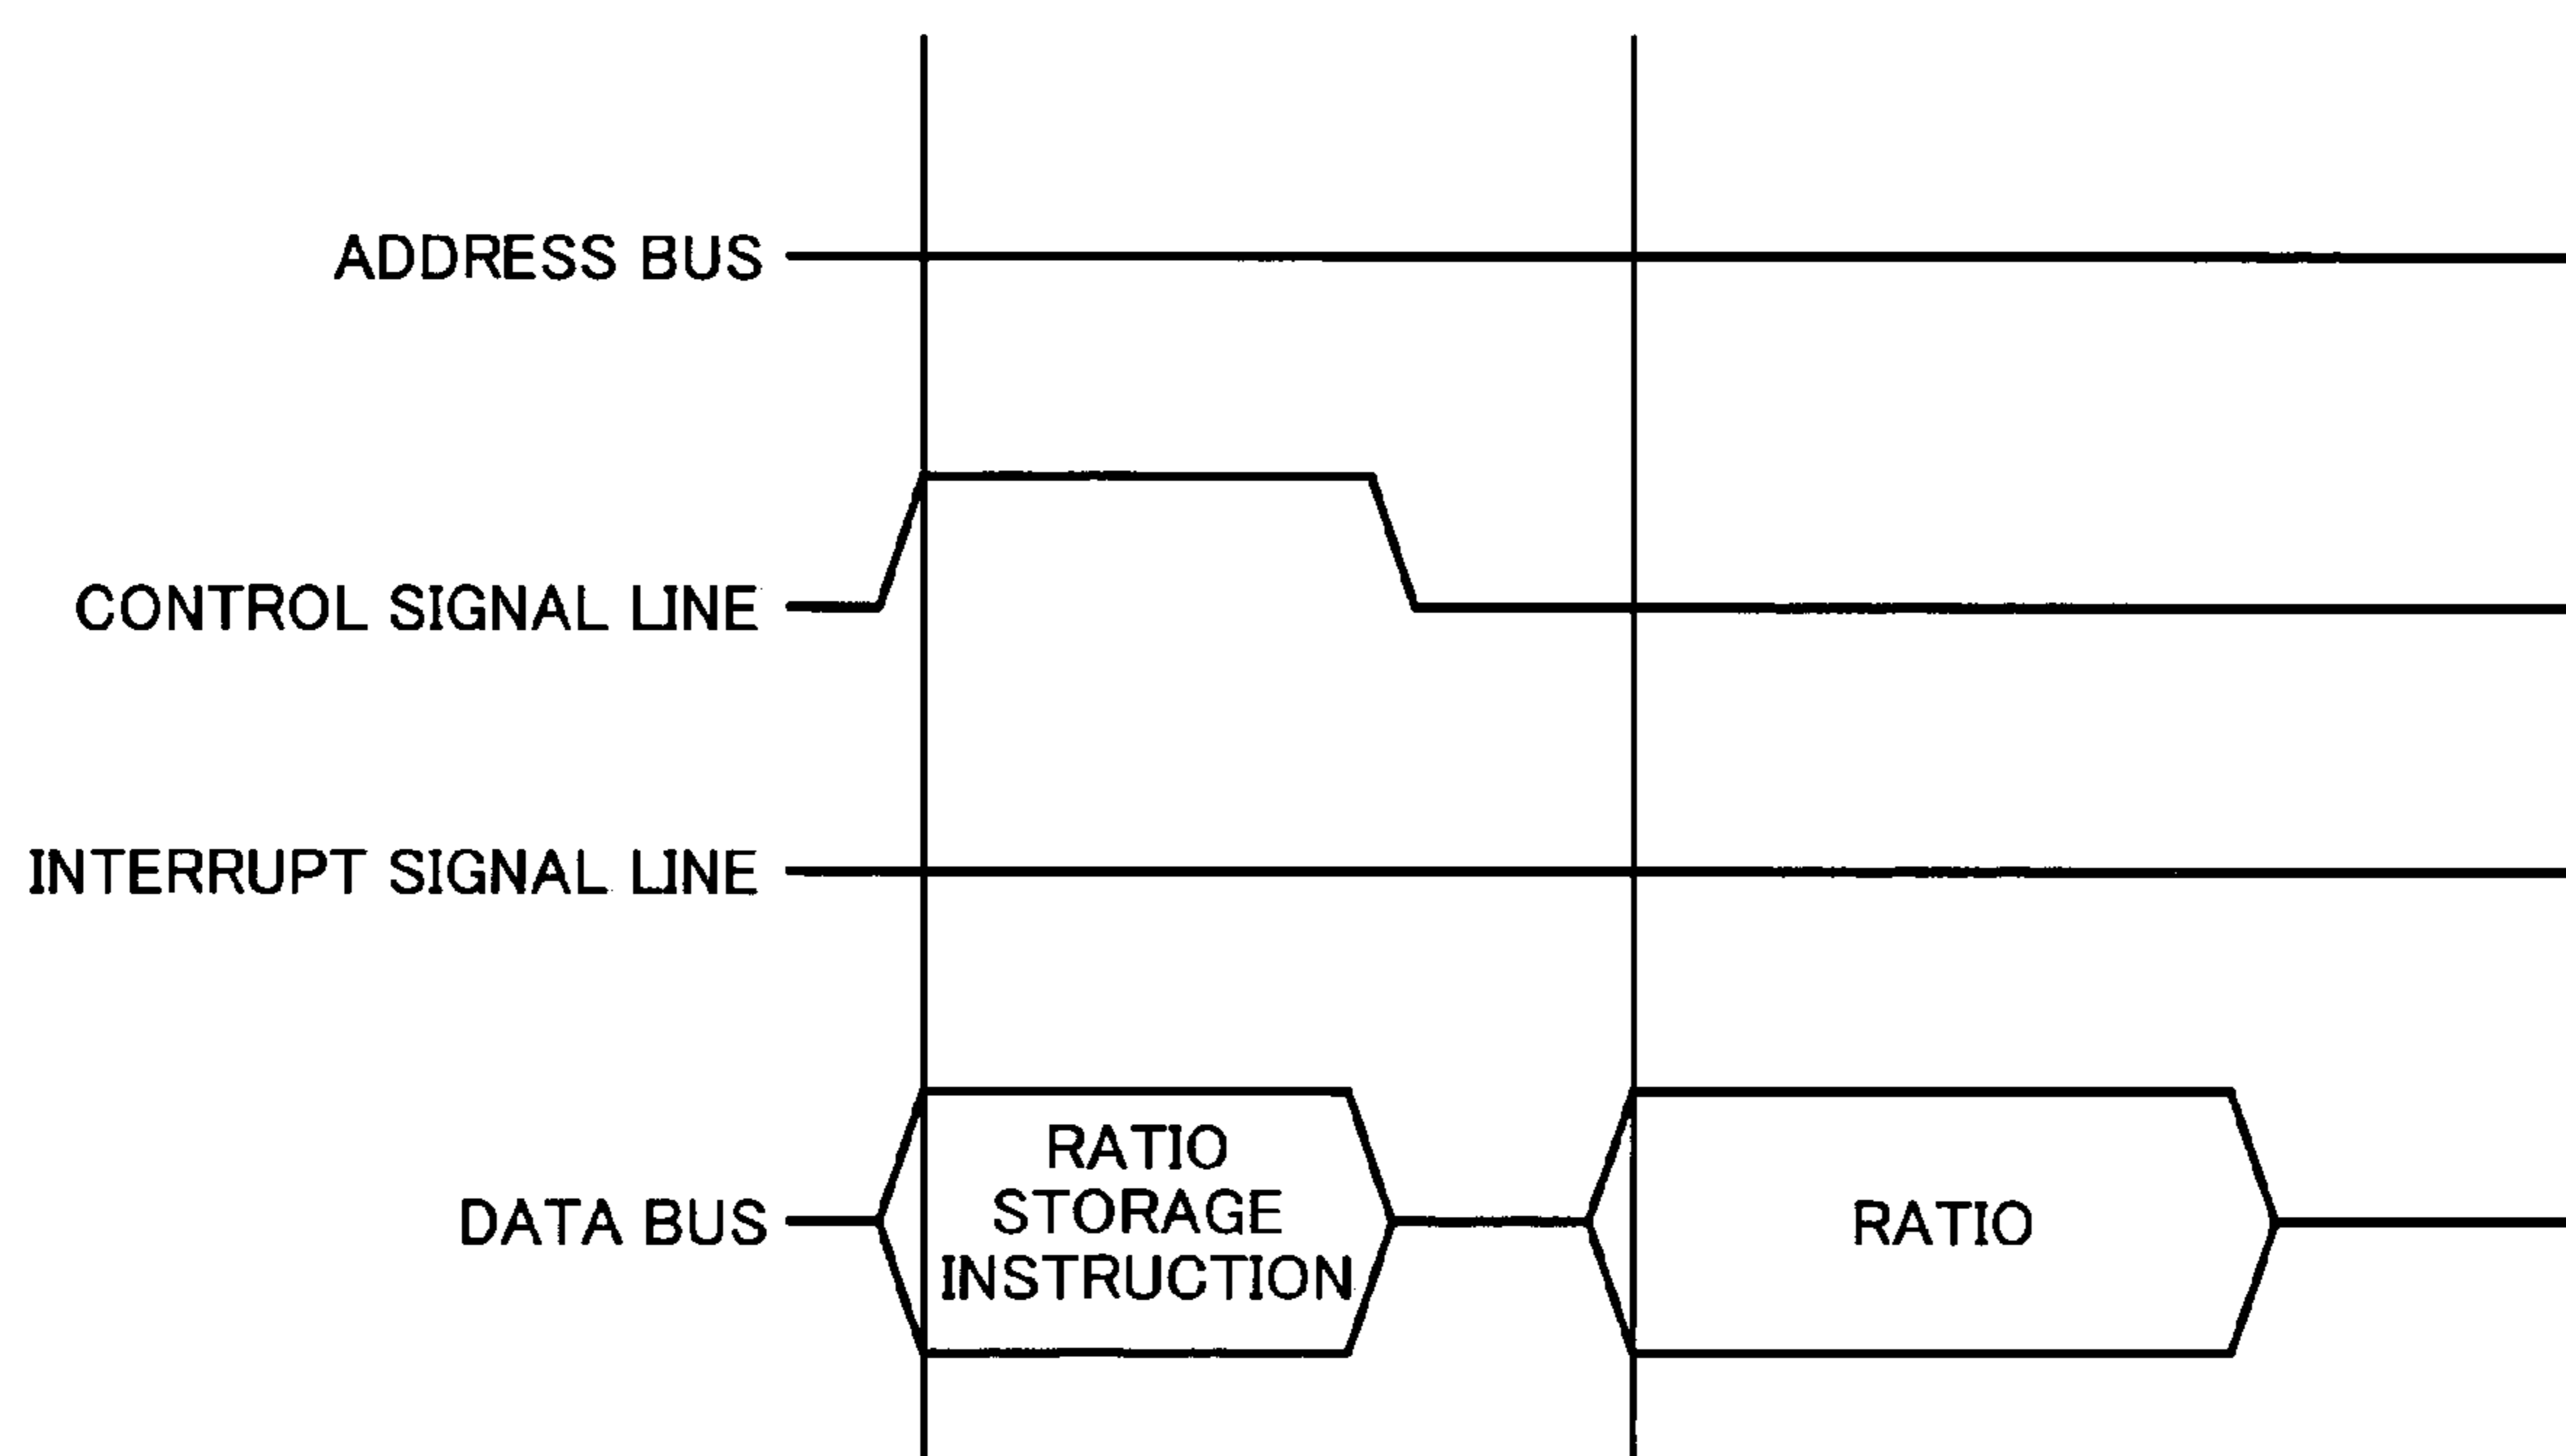 ADDRESS BUS
CONTROL SIGNAL LINE
INTERRUPT SIGNAL LINE
DATA BUS
RATIO
STORAGE
INSTRUCTION
RATIO